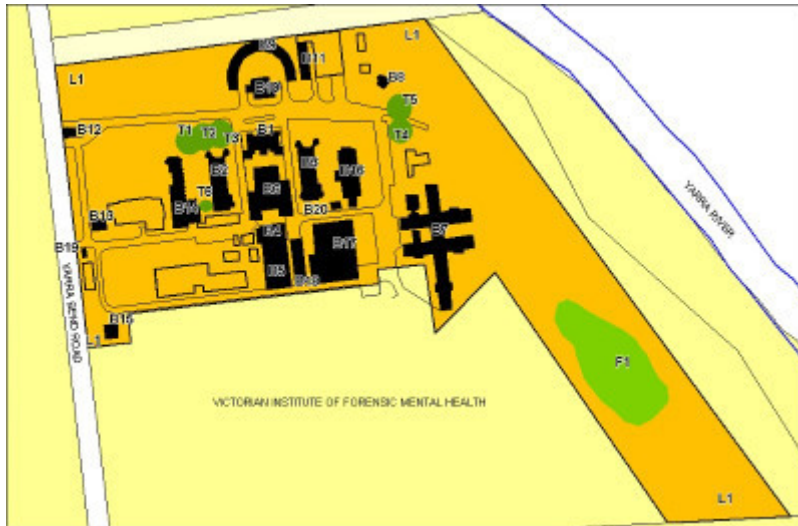 L1
B9
B11
L1
B8
B10
T5
B12
T1
T2
T3
B1
T4
B2
B3
B6
B16
T8
B14
B20
B13
B4
B7
B19
B17
B5
B18
B15
1
YARRA BEND ROAD
YARRA RIVER
VICTORIAN INSTITUTE OF FORENSIC MENTAL HEALTH
F1
L1